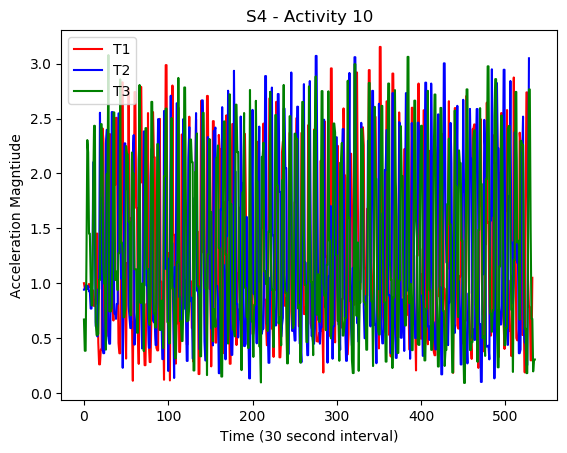 S4 - Activity 10
T1
T2
T3
3.0
2.5
2.0
1.5
1.0
0.5
0.0
Acceleration Magntiude
0 100 200 300 400 500
Time (30 second interval)